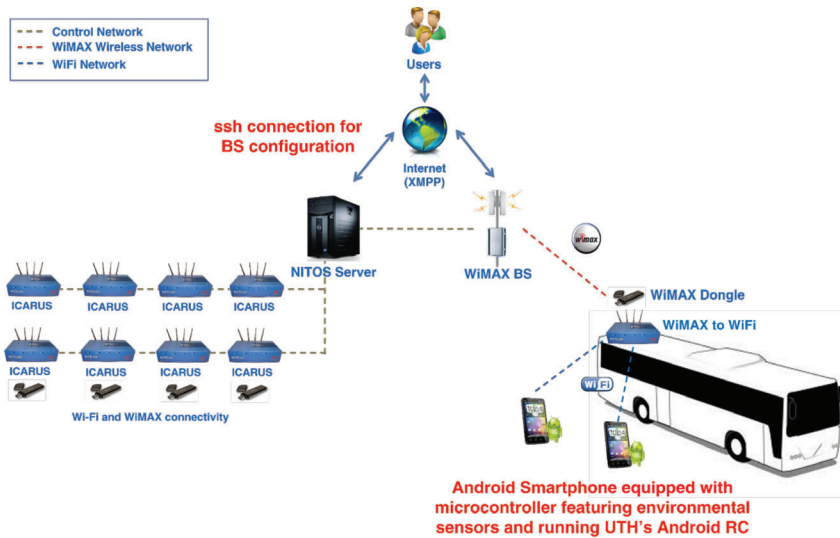 Control Network
WiMAX Wireless Network
WiFi Network
Users
ssh connection for
BS configuration
Internet
(XMPP)
NITOS Server
WiMAX BS
wimax
WiMAX Dongle
WiMAX to WiFi
ICARUS
ICARUS
ICARUS
ICARUS
ICARUS
ICARUS
ICARUS
ICARUS
Wi Fi
Wi-Fi and WiMAX connectivity
Android Smartphone equipped with
microcontroller featuring environmental
sensors and running UTH's Android RC